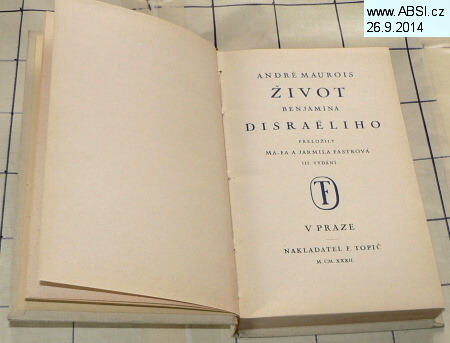 www.ABSI.cz
26.9.2014
ANDRÉ MAUROIS
ŽIVOT
BENJAMINA
DISRAËLIHO
PŘELOŽILY
MA-FA A JARMILA FASTROVÁ
III. VYDÁNÍ
FT
V PRAZE
NAKLADATEL F. TOPIČ
M. CM. XXXII.